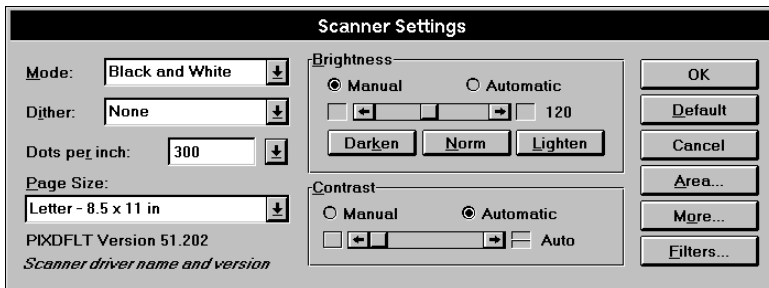 Scanner Settings
Mode: Black and White
Dither: None
Dots per inch: 300
Page Size:
Letter - 8.5 x 11 in
PIXDFLT Version 51.202
Scanner driver name and version
Brightness
Manual Automatic
120
Darken Norm Lighten
Contrast
Manual Automatic
Auto
OK
Default
Cancel
Area...
More...
Filters...